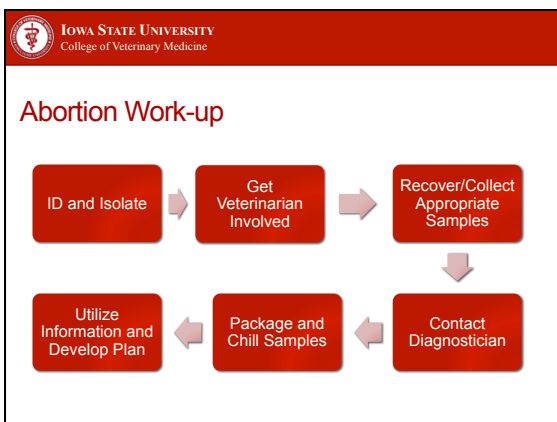 IOWA STATE UNIVERSITY
College of Veterinary Medicine
Abortion Work-up
ID and Isolate
Get
Veterinarian
Involved
Recover/Collect
Appropriate
Samples
Contact
Diagnostician
Package and
Chill Samples
Utilize
Information and
Develop Plan